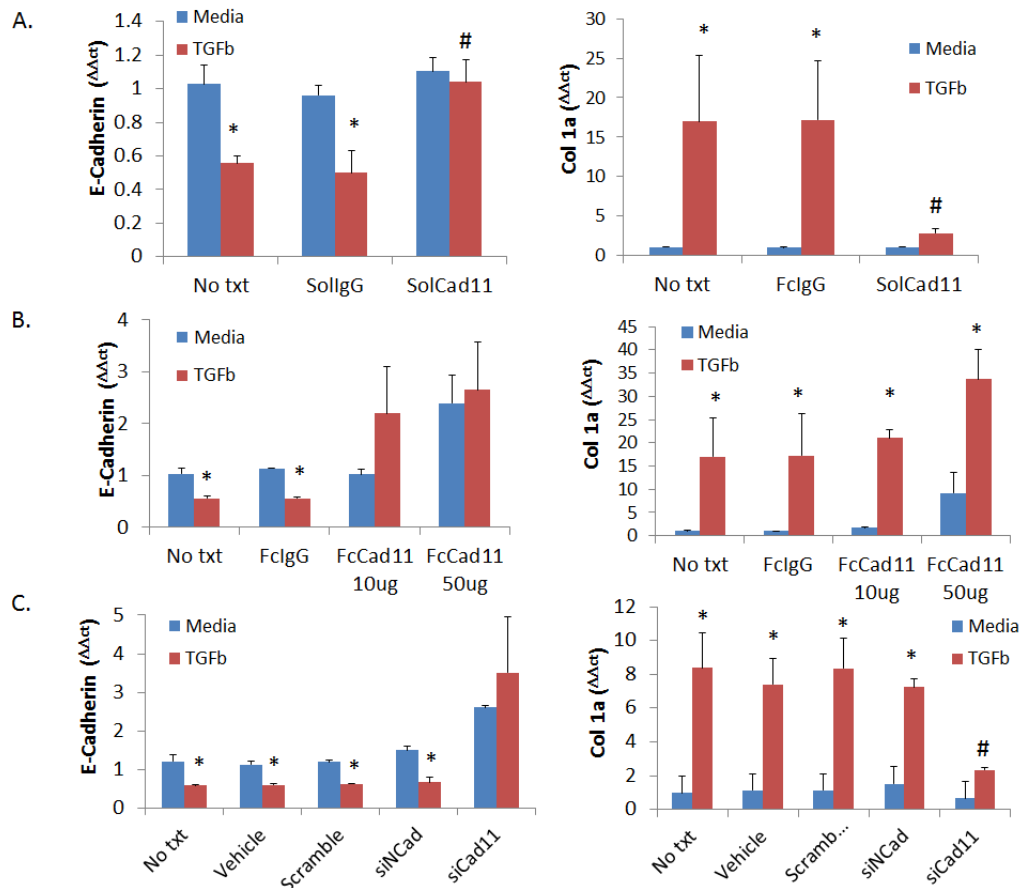 A.
E-Cadherin (ΔΔct)
1.4
1.2
1
0.8
0.6
0.4
0.2
0
Media
TGFb
*
*
#
No txt
SolIgG
SolCad11
Col 1a (ΔΔct)
30
25
20
15
10
5
0
Media
TGFb
*
*
#
No txt
FcIgG
SolCad11
B.
E-Cadherin (ΔΔct)
4
3
2
1
0
Media
TGFb
*
*
No txt
FcIgG
FcCad11
10ug
FcCad11
50ug
Col 1a (ΔΔct)
45
40
35
30
25
20
15
10
5
0
Media
TGFb
*
*
*
*
No txt
FcIgG
FcCad11
10ug
FcCad11
50ug
C.
E-Cadherin (ΔΔct)
5
4
3
2
1
0
Media
TGFb
*
*
*
*
No txt
Vehicle
Scramble
siNCad
siCad11
Col 1a (ΔΔct)
12
10
8
6
4
2
0
Media
TGFb
*
*
*
*
#
No txt
Vehicle
Scramb...
siNCad
siCad11